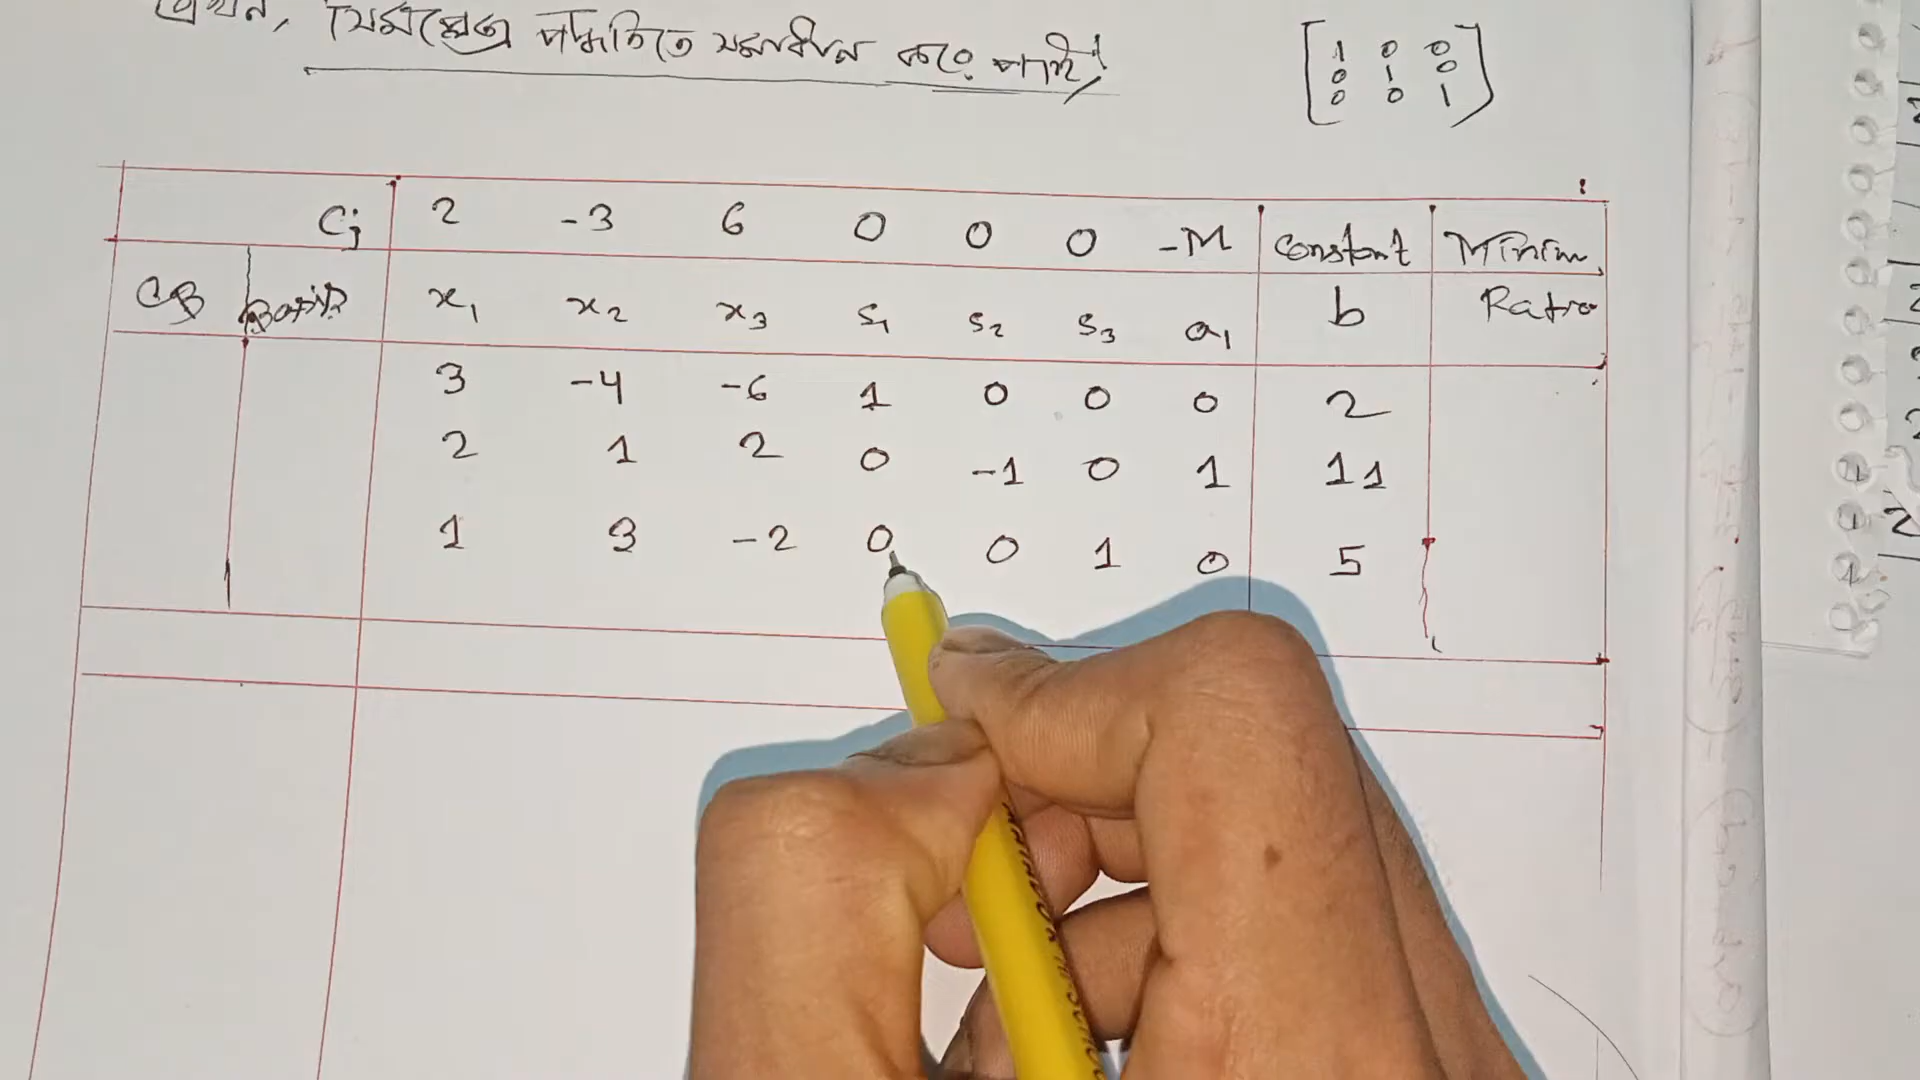 এখন, সিমপ্লেক্স পদ্ধতিতে সমাধান করে পাই!
1 0 0
0 1 0
0 0 1
Cj 2 -3 6 0 0 0 -M Constant Minim.
CB Basis x1 x2 x3 s1 s2 s3 a1 b Ratio
3 -4 -6 1 0 0 0 2
2 1 2 0 -1 0 1 11
1 3 -2 0 0 1 0 5